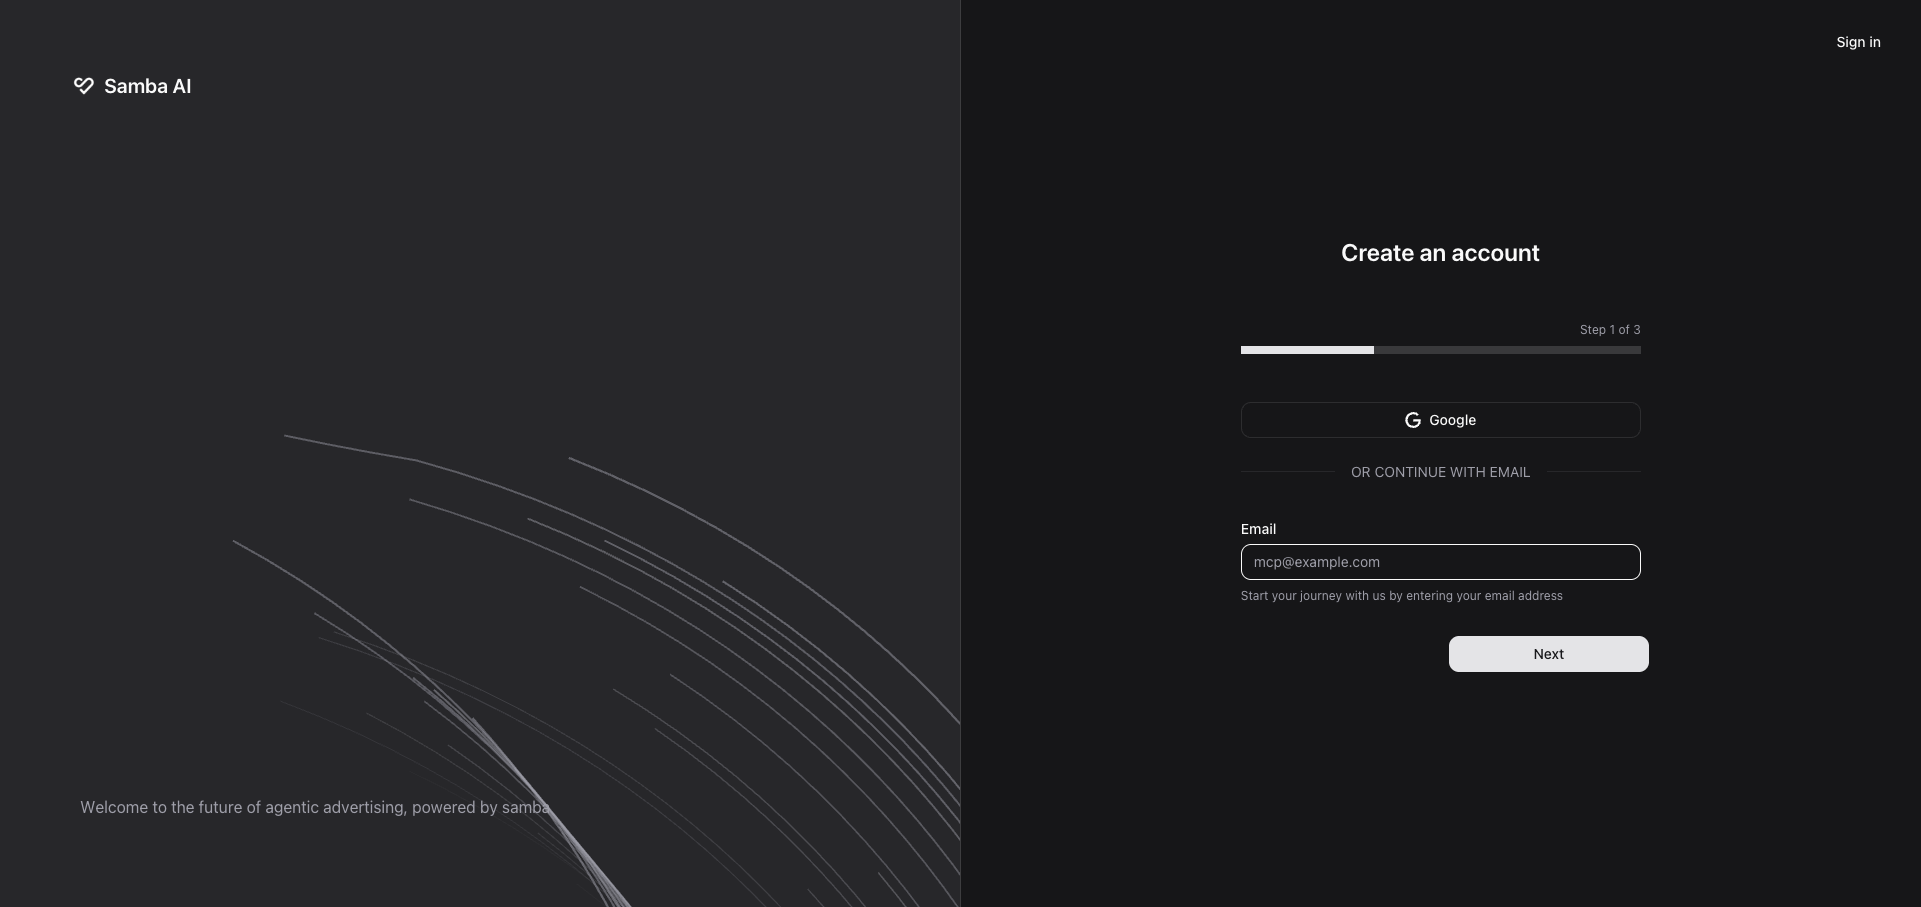 Samba AI
Welcome to the future of agentic advertising, powered by samba
Sign in
Create an account
Step 1 of 3
Google
OR CONTINUE WITH EMAIL
Email
mcp@example.com
Start your journey with us by entering your email address
Next